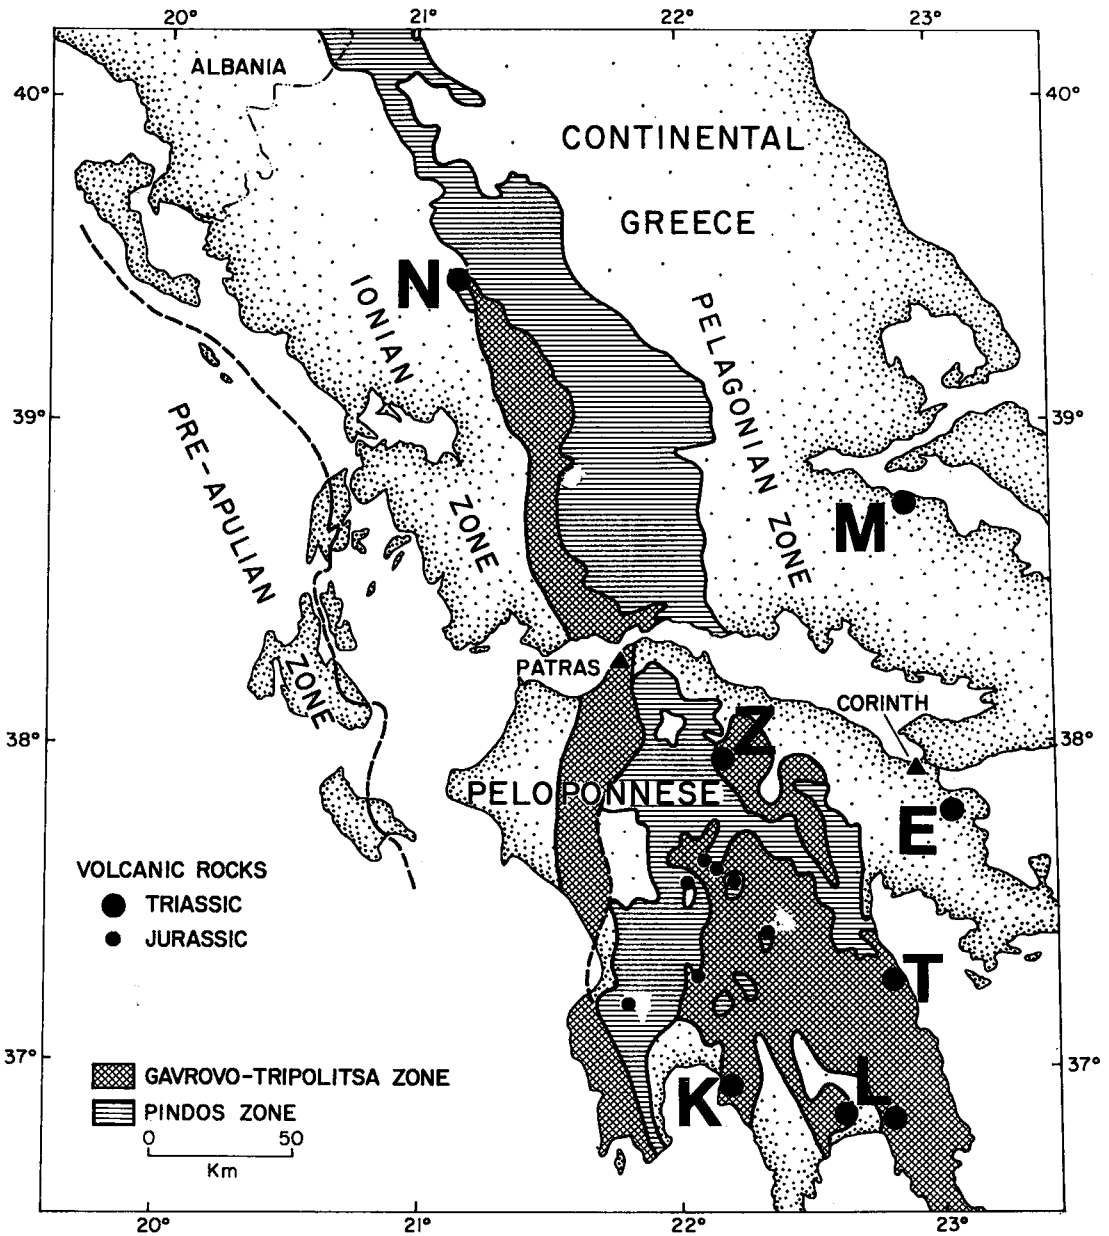 20° 21° 22° 23°
ALBANIA
40° 40°
CONTINENTAL
GREECE
N
IONIAN
ZONE
PELAGONIAN ZONE
39° 39°
PRE-APULIAN
ZONE
M
PATRAS
CORINTH
38° 38°
Z
PELOPONNESE
E
VOLCANIC ROCKS
TRIASSIC
JURASSIC
T
37° 37°
K
L
GAVROVO-TRIPOLITSA ZONE
PINDOS ZONE
0 50
Km
20° 21° 22° 23°